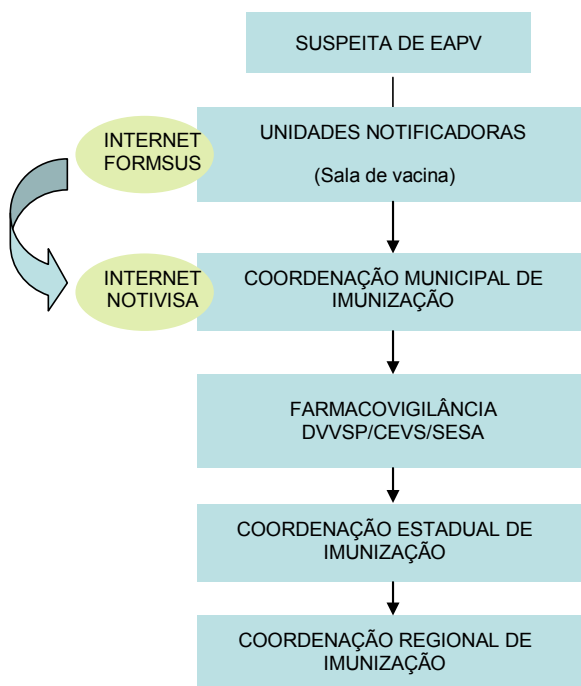 SUSPEITA DE EAPV
INTERNET
FORMSUS
UNIDADES NOTIFICADORAS
(Sala de vacina)
INTERNET
NOTIVISA
COORDENAÇÃO MUNICIPAL DE
IMUNIZAÇÃO
FARMACOVIGILÂNCIA
DVVSP/CEVS/SESA
COORDENAÇÃO ESTADUAL DE
IMUNIZAÇÃO
COORDENAÇÃO REGIONAL DE
IMUNIZAÇÃO